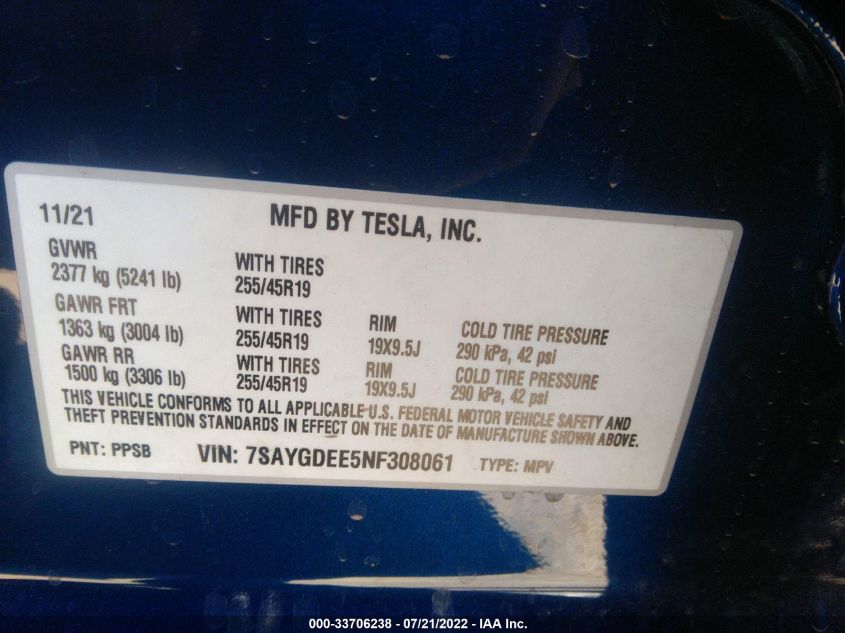 11/21 MFD BY TESLA, INC.
GVWR
2377 kg (5241 lb) WITH TIRES
255/45R19
GAWR FRT
1363 kg (3004 lb) WITH TIRES
255/45R19 RIM
19X9.5J COLD TIRE PRESSURE
290 kPa, 42 psi
GAWR RR
1500 kg (3306 lb) WITH TIRES
255/45R19 RIM
19X9.5J COLD TIRE PRESSURE
290 kPa, 42 psi
THIS VEHICLE CONFORMS TO ALL APPLICABLE U.S. FEDERAL MOTOR VEHICLE SAFETY AND
THEFT PREVENTION STANDARDS IN EFFECT ON THE DATE OF MANUFACTURE SHOWN ABOVE.
PNT: PPSB VIN: 7SAYGDEE5NF308061 TYPE: MPV
000-33706238 - 07/21/2022 - IAA Inc.